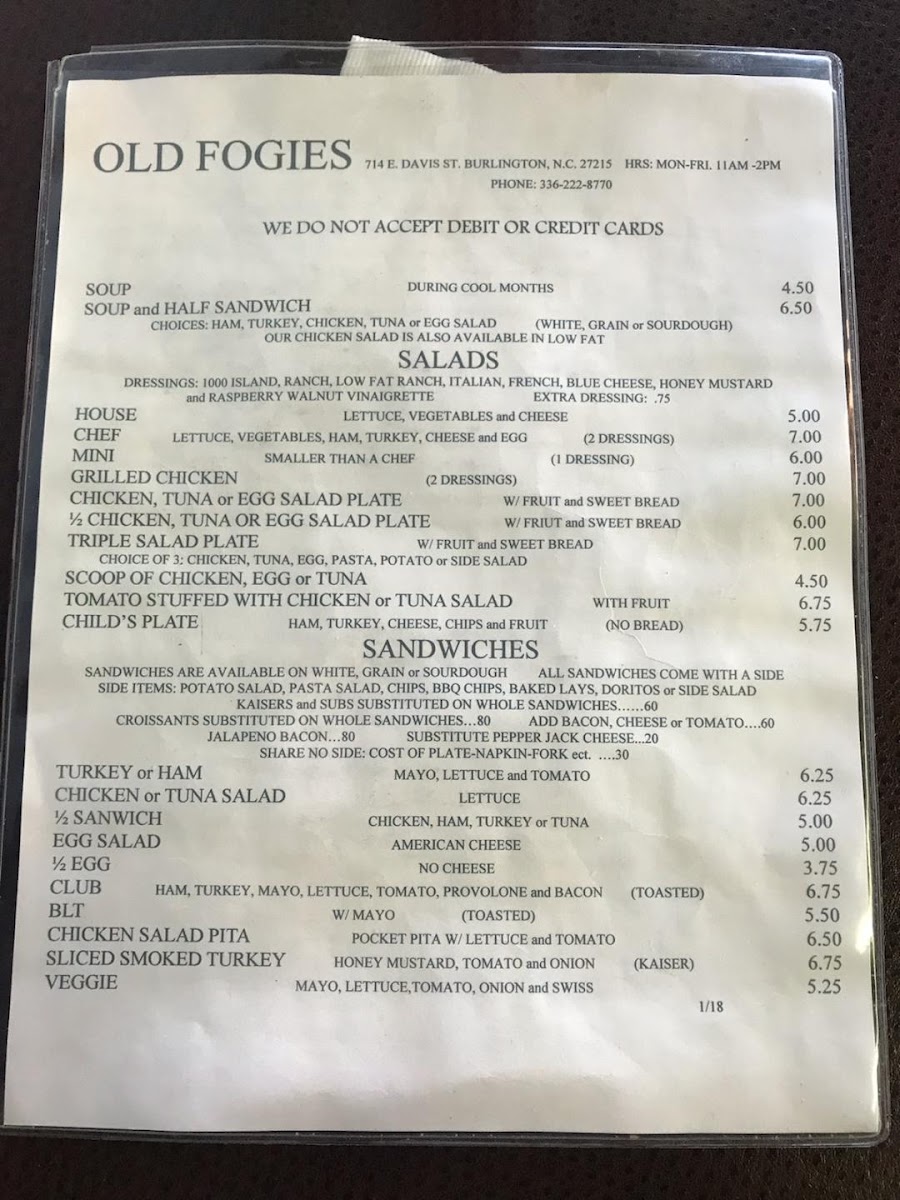 OLD FOGIES 714 E. DAVIS ST. BURLINGTON, N.C. 27215 HRS: MON-FRI. 11AM -2PM
PHONE: 336-222-8770
WE DO NOT ACCEPT DEBIT OR CREDIT CARDS
SOUP DURING COOL MONTHS 4.50
SOUP and HALF SANDWICH 6.50
CHOICES: HAM, TURKEY, CHICKEN, TUNA or EGG SALAD (WHITE, GRAIN or SOURDOUGH)
OUR CHICKEN SALAD IS ALSO AVAILABLE IN LOW FAT
SALADS
DRESSINGS: 1000 ISLAND, RANCH, LOW FAT RANCH, ITALIAN, FRENCH, BLUE CHEESE, HONEY MUSTARD
and RASPBERRY WALNUT VINAIGRETTE EXTRA DRESSING: .75
HOUSE LETTUCE, VEGETABLES and CHEESE 5.00
CHEF LETTUCE, VEGETABLES, HAM, TURKEY, CHEESE and EGG (2 DRESSINGS) 7.00
MINI SMALLER THAN A CHEF (1 DRESSING) 6.00
GRILLED CHICKEN (2 DRESSINGS) 7.00
CHICKEN, TUNA or EGG SALAD PLATE W/ FRUIT and SWEET BREAD 7.00
½ CHICKEN, TUNA OR EGG SALAD PLATE W/ FRIUT and SWEET BREAD 6.00
TRIPLE SALAD PLATE W/ FRUIT and SWEET BREAD 7.00
CHOICE OF 3: CHICKEN, TUNA, EGG, PASTA, POTATO or SIDE SALAD
SCOOP OF CHICKEN, EGG or TUNA 4.50
TOMATO STUFFED WITH CHICKEN or TUNA SALAD WITH FRUIT 6.75
CHILD'S PLATE HAM, TURKEY, CHEESE, CHIPS and FRUIT (NO BREAD) 5.75
SANDWICHES
SANDWICHES ARE AVAILABLE ON WHITE, GRAIN or SOURDOUGH ALL SANDWICHES COME WITH A SIDE
SIDE ITEMS: POTATO SALAD, PASTA SALAD, CHIPS, BBQ CHIPS, BAKED LAYS, DORITOS or SIDE SALAD
KAISERS and SUBS SUBSTITUTED ON WHOLE SANDWICHES......60
CROISSANTS SUBSTITUTED ON WHOLE SANDWICHES...80 ADD BACON, CHEESE or TOMATO....60
JALAPENO BACON...80 SUBSTITUTE PEPPER JACK CHEESE...20
SHARE NO SIDE: COST OF PLATE-NAPKIN-FORK ect. ....30
TURKEY or HAM MAYO, LETTUCE and TOMATO 6.25
CHICKEN or TUNA SALAD LETTUCE 6.25
½ SANWICH CHICKEN, HAM, TURKEY or TUNA 5.00
EGG SALAD AMERICAN CHEESE 5.00
½ EGG NO CHEESE 3.75
CLUB HAM, TURKEY, MAYO, LETTUCE, TOMATO, PROVOLONE and BACON (TOASTED) 6.75
BLT W/ MAYO (TOASTED) 5.50
CHICKEN SALAD PITA POCKET PITA W/ LETTUCE and TOMATO 6.50
SLICED SMOKED TURKEY HONEY MUSTARD, TOMATO and ONION (KAISER) 6.75
VEGGIE MAYO, LETTUCE,TOMATO, ONION and SWISS 5.25
1/18